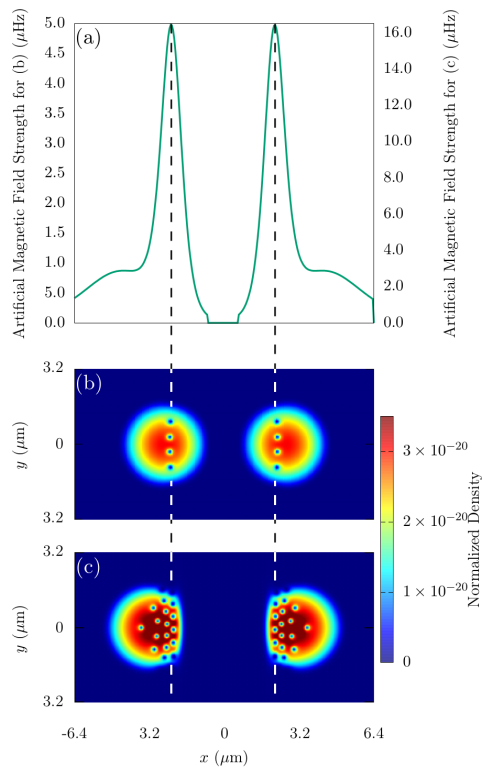 (a)
Artificial Magnetic Field Strength for (b) (μHz)
5.0
4.5
4.0
3.5
3.0
2.5
2.0
1.5
1.0
0.5
0.0
Artificial Magnetic Field Strength for (c) (μHz)
16.0
14.0
12.0
10.0
8.0
6.0
4.0
2.0
0.0
(b)
3.2
0
3.2
y (μm)
(c)
3.2
0
3.2
y (μm)
-6.4 3.2 0 3.2 6.4
x (μm)
3 × 10⁻²⁰
2 × 10⁻²⁰
1 × 10⁻²⁰
0
Normalized Density